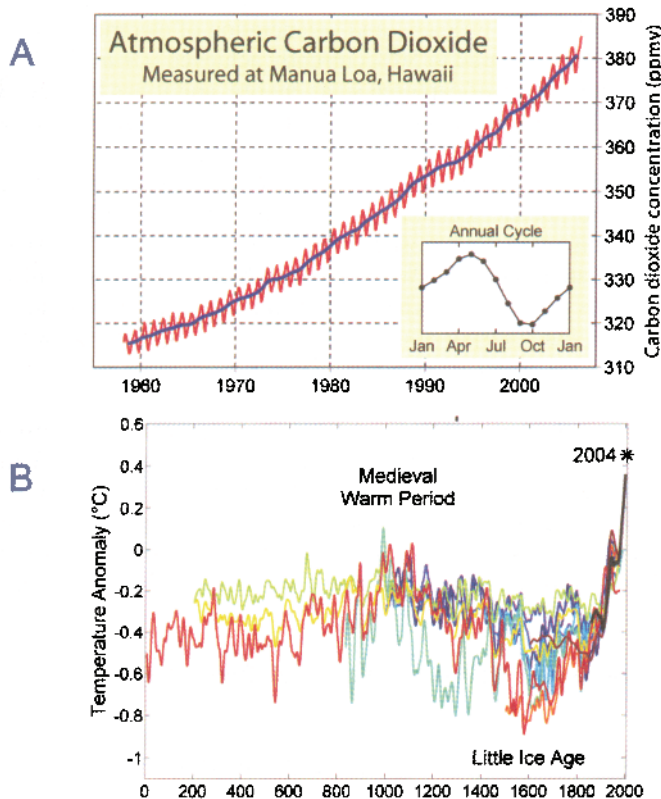 A
Atmospheric Carbon Dioxide
Measured at Manua Loa, Hawaii
390
380
370
360
350
340
330
320
310
Carbon dioxide concentration (ppmv)
Annual Cycle
Jan Apr Jul Oct Jan
1960 1970 1980 1990 2000
B
0.6
0.4
0.2
0
-0.2
-0.4
-0.6
-0.8
-1
Temperature Anomaly (°C)
2004 *
Medieval
Warm Period
Little Ice Age
0 200 400 600 800 1000 1200 1400 1600 1800 2000